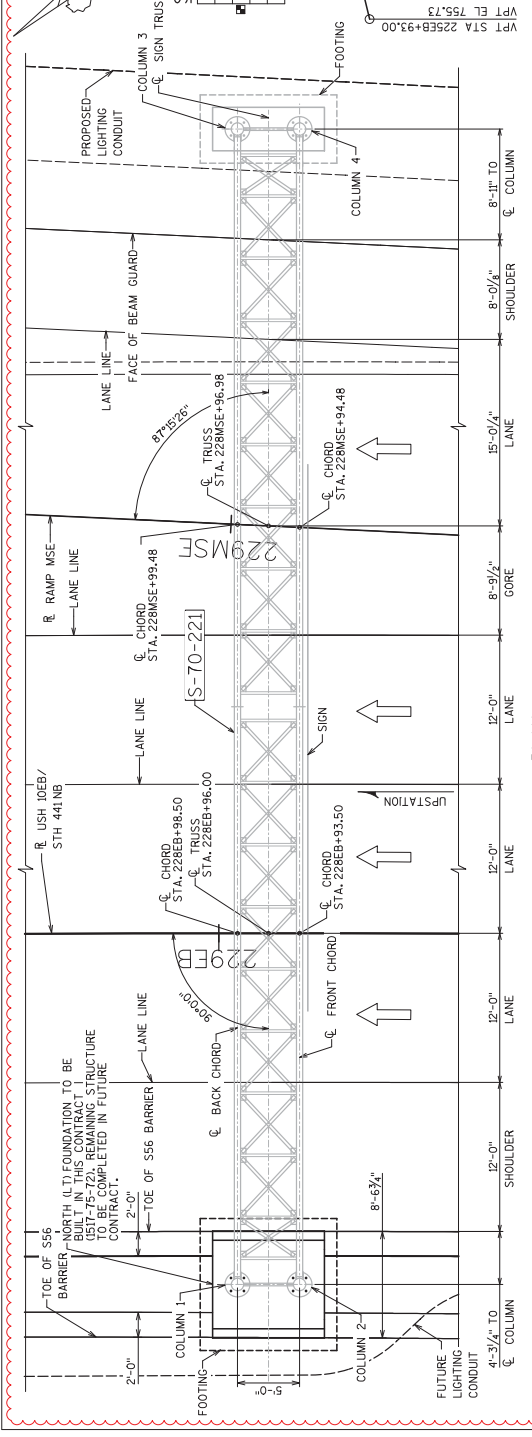 VPT STA 225EB+93.00
VPT EL 755.73
PROPOSED
LIGHTING
CONDUIT
COLUMN 3
℄ SIGN TRUS
FOOTING
COLUMN 4
8'-11" TO
℄ COLUMN
FACE OF BEAM GUARD
8'-0⅛"
SHOULDER
LANE LINE
15'-0¼"
LANE
87°15'26"
℄ TRUSS
STA. 228MSE+96.98
℄ CHORD
STA. 228MSE+94.48
229MSE
℄ CHORD
STA. 228MSE+99.48
R RAMP MSE
LANE LINE
8'-9½"
GORE
S-70-221
LANE LINE
SIGN
12'-0"
LANE
UPSTATION
R USH 10EB/
STH 441 NB
℄ CHORD
STA. 228EB+98.50
℄ TRUSS
STA. 228EB+96.00
℄ CHORD
STA. 228EB+93.50
12'-0"
LANE
229EB
90°0'0"
℄ BACK CHORD
℄ FRONT CHORD
LANE LINE
12'-0"
LANE
TOE OF S56 BARRIER
12'-0"
SHOULDER
NORTH (LT) FOUNDATION TO BE
BUILT IN THIS CONTRACT
(1517-75-72). REMAINING STRUCTURE
TO BE COMPLETED IN FUTURE
CONTRACT.
2'-0"
8'-6¾"
TOE OF S56
BARRIER
COLUMN 1
COLUMN 2
2'-0"
FOOTING
5'-0"
4'-3¼" TO
℄ COLUMN
FUTURE
LIGHTING
CONDUIT